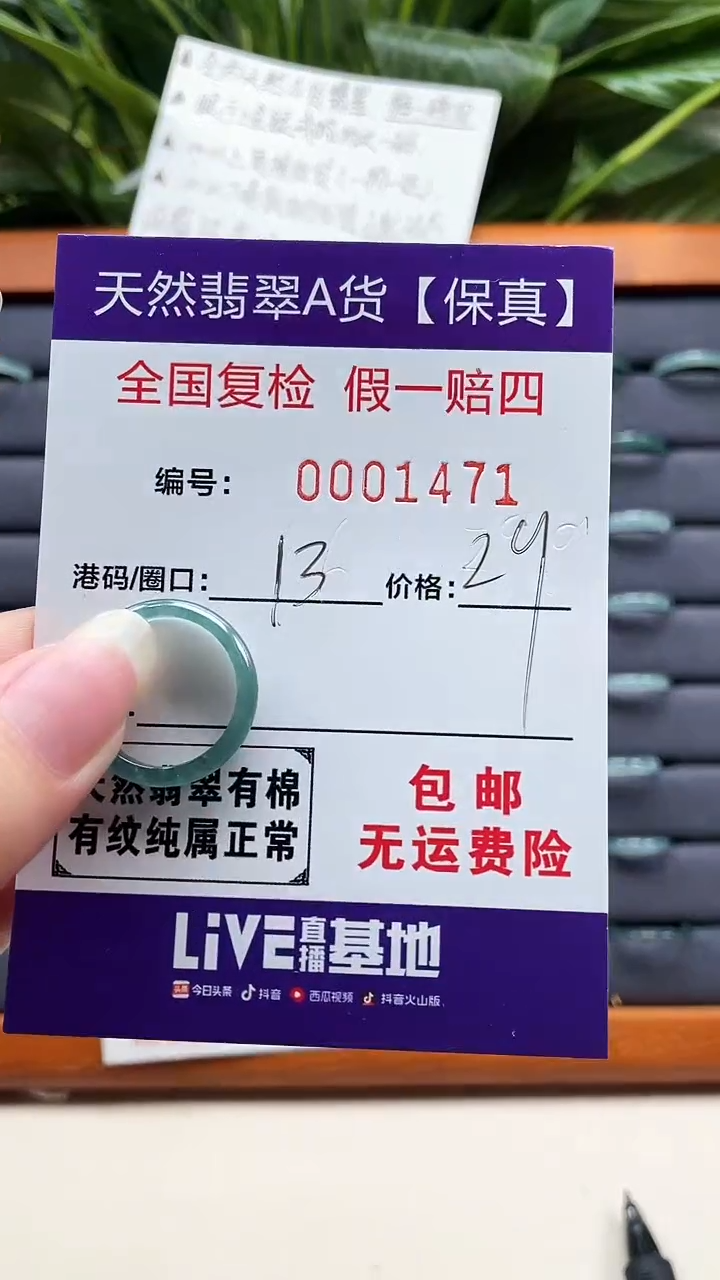 天然翡翠A货【保真】
全国复检 假一赔四
编号: 0001471
港码/圈口: 13 价格: 29
天然翡翠有棉
有纹纯属正常
包邮
无运费险
LiVE直播基地
今日头条 抖音 西瓜视频 抖音火山版